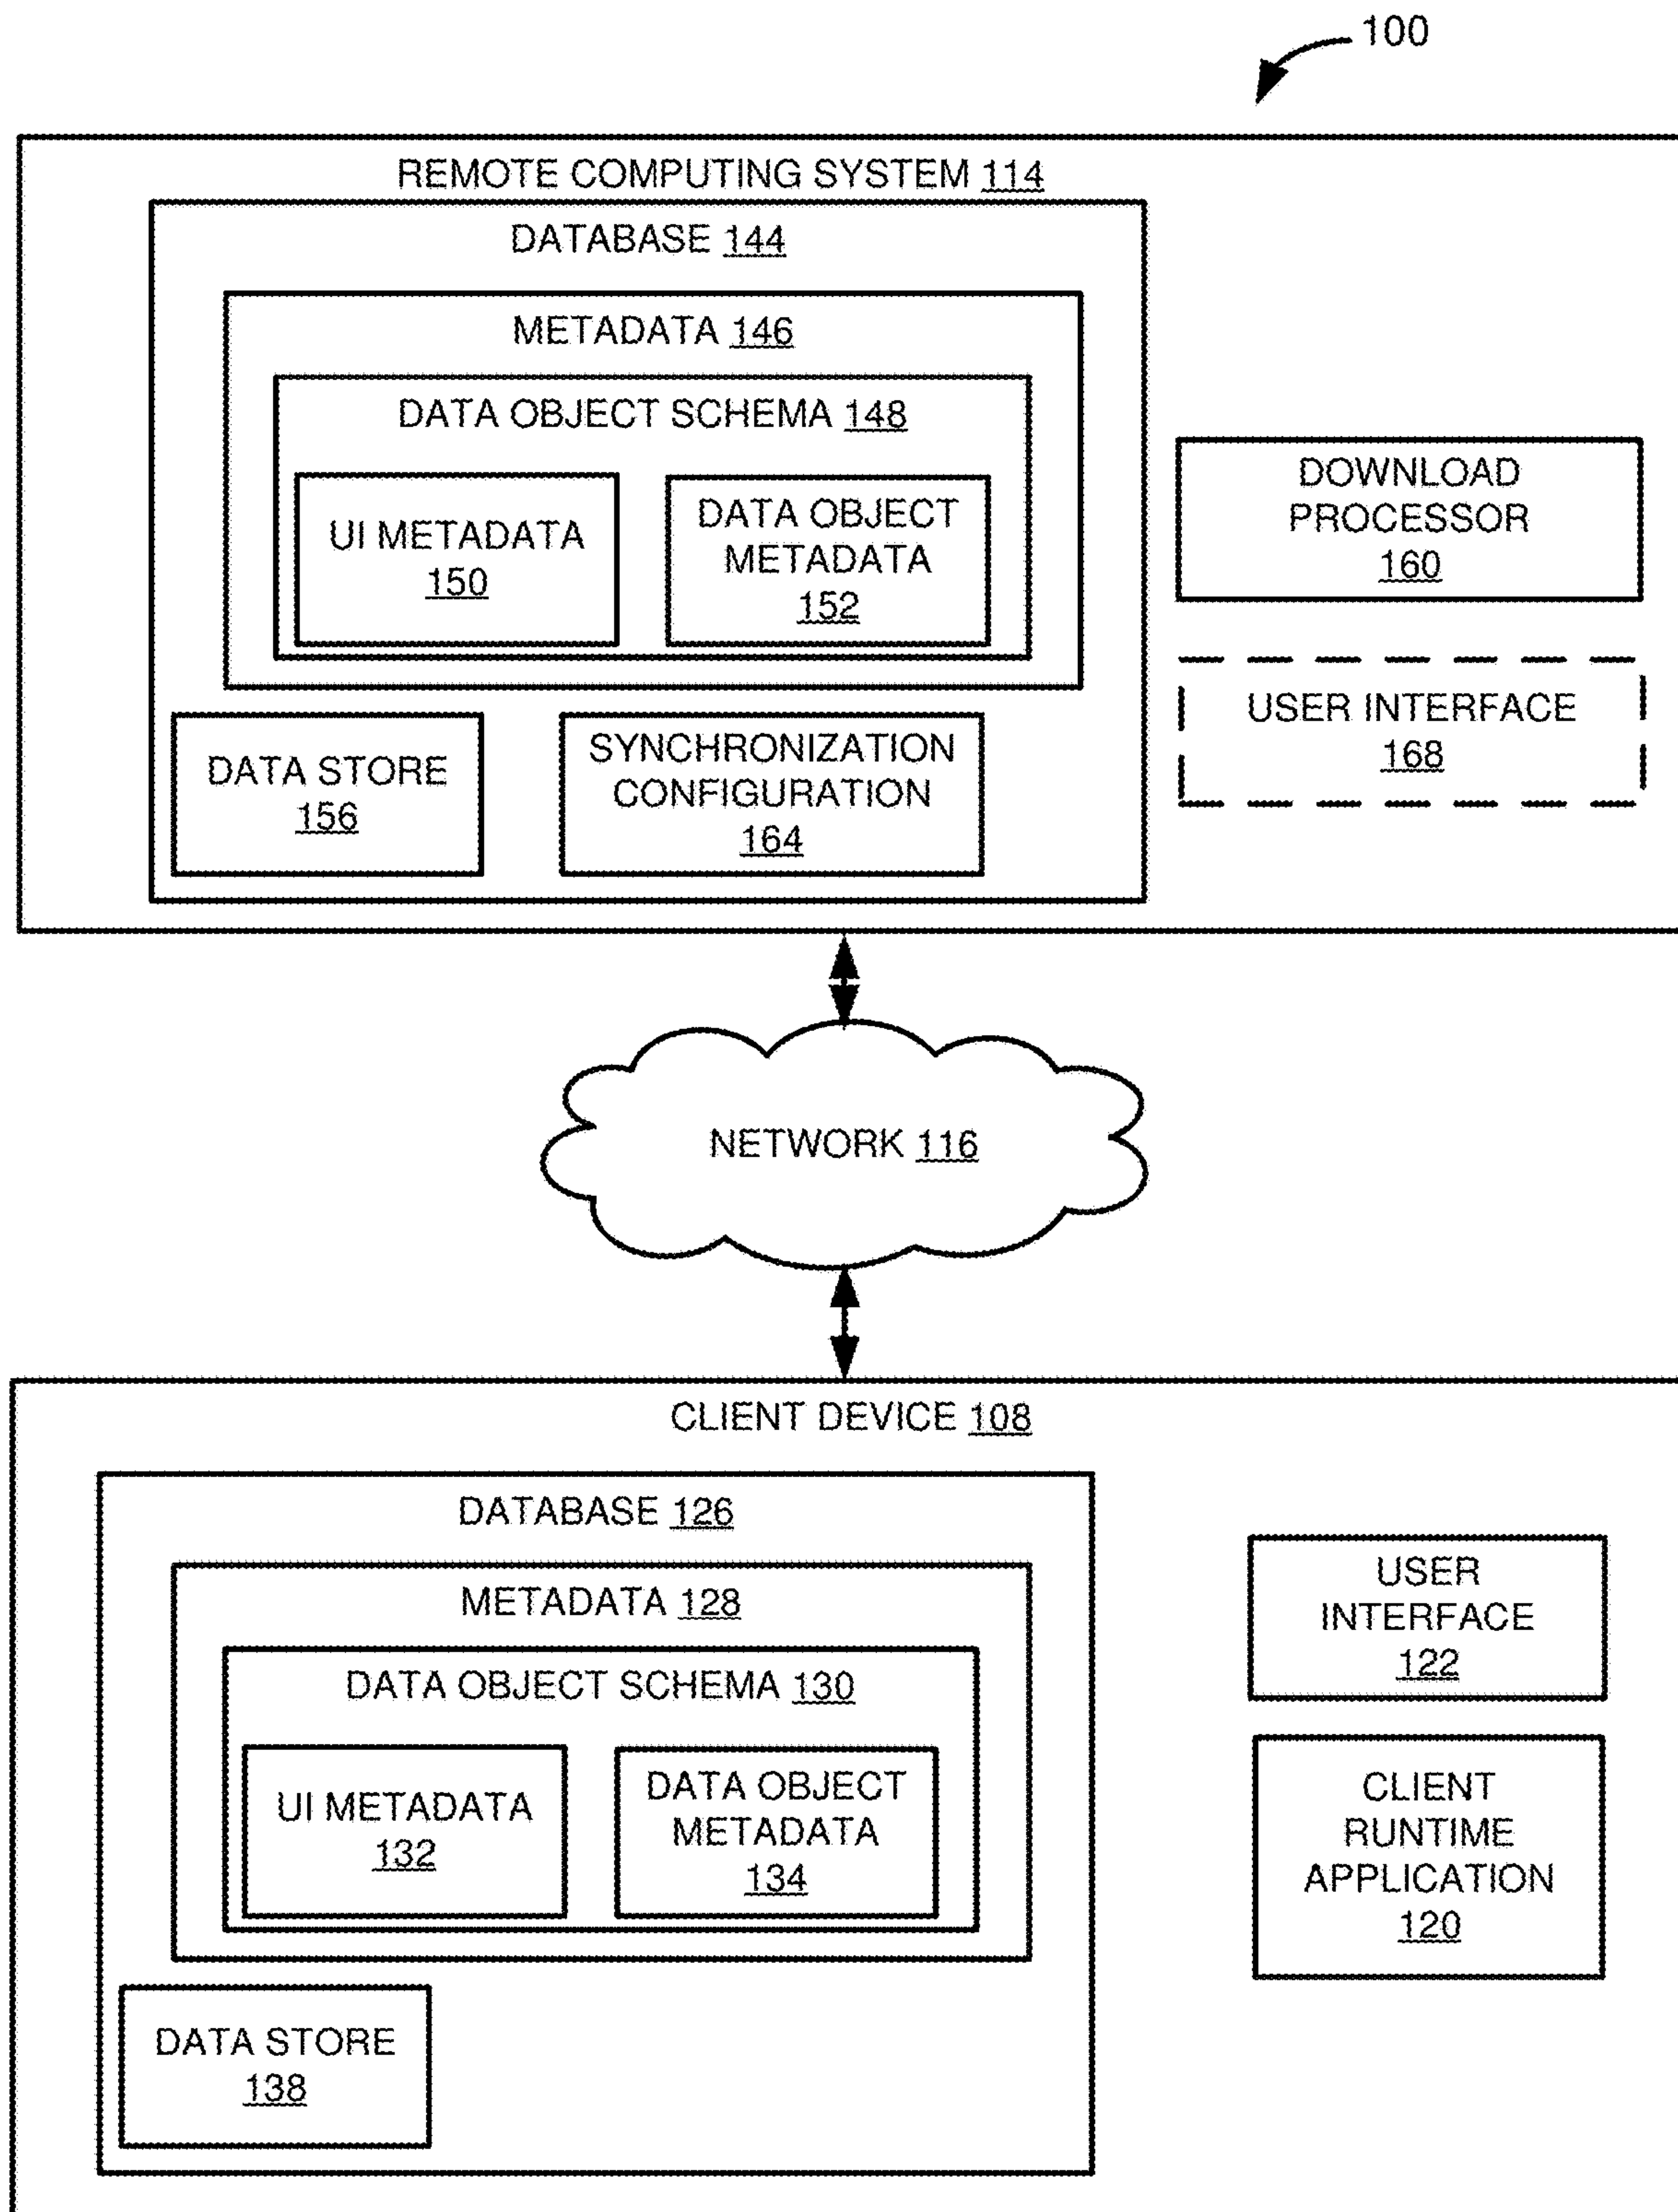 100
REMOTE COMPUTING SYSTEM 114
DATABASE 144
METADATA 146
DATA OBJECT SCHEMA 148
UI METADATA
150
DATA OBJECT
METADATA
152
DATA STORE
156
SYNCHRONIZATION
CONFIGURATION
164
DOWNLOAD
PROCESSOR
160
USER INTERFACE
168
NETWORK 116
CLIENT DEVICE 108
DATABASE 126
METADATA 128
DATA OBJECT SCHEMA 130
UI METADATA
132
DATA OBJECT
METADATA
134
DATA STORE
138
USER
INTERFACE
122
CLIENT
RUNTIME
APPLICATION
120